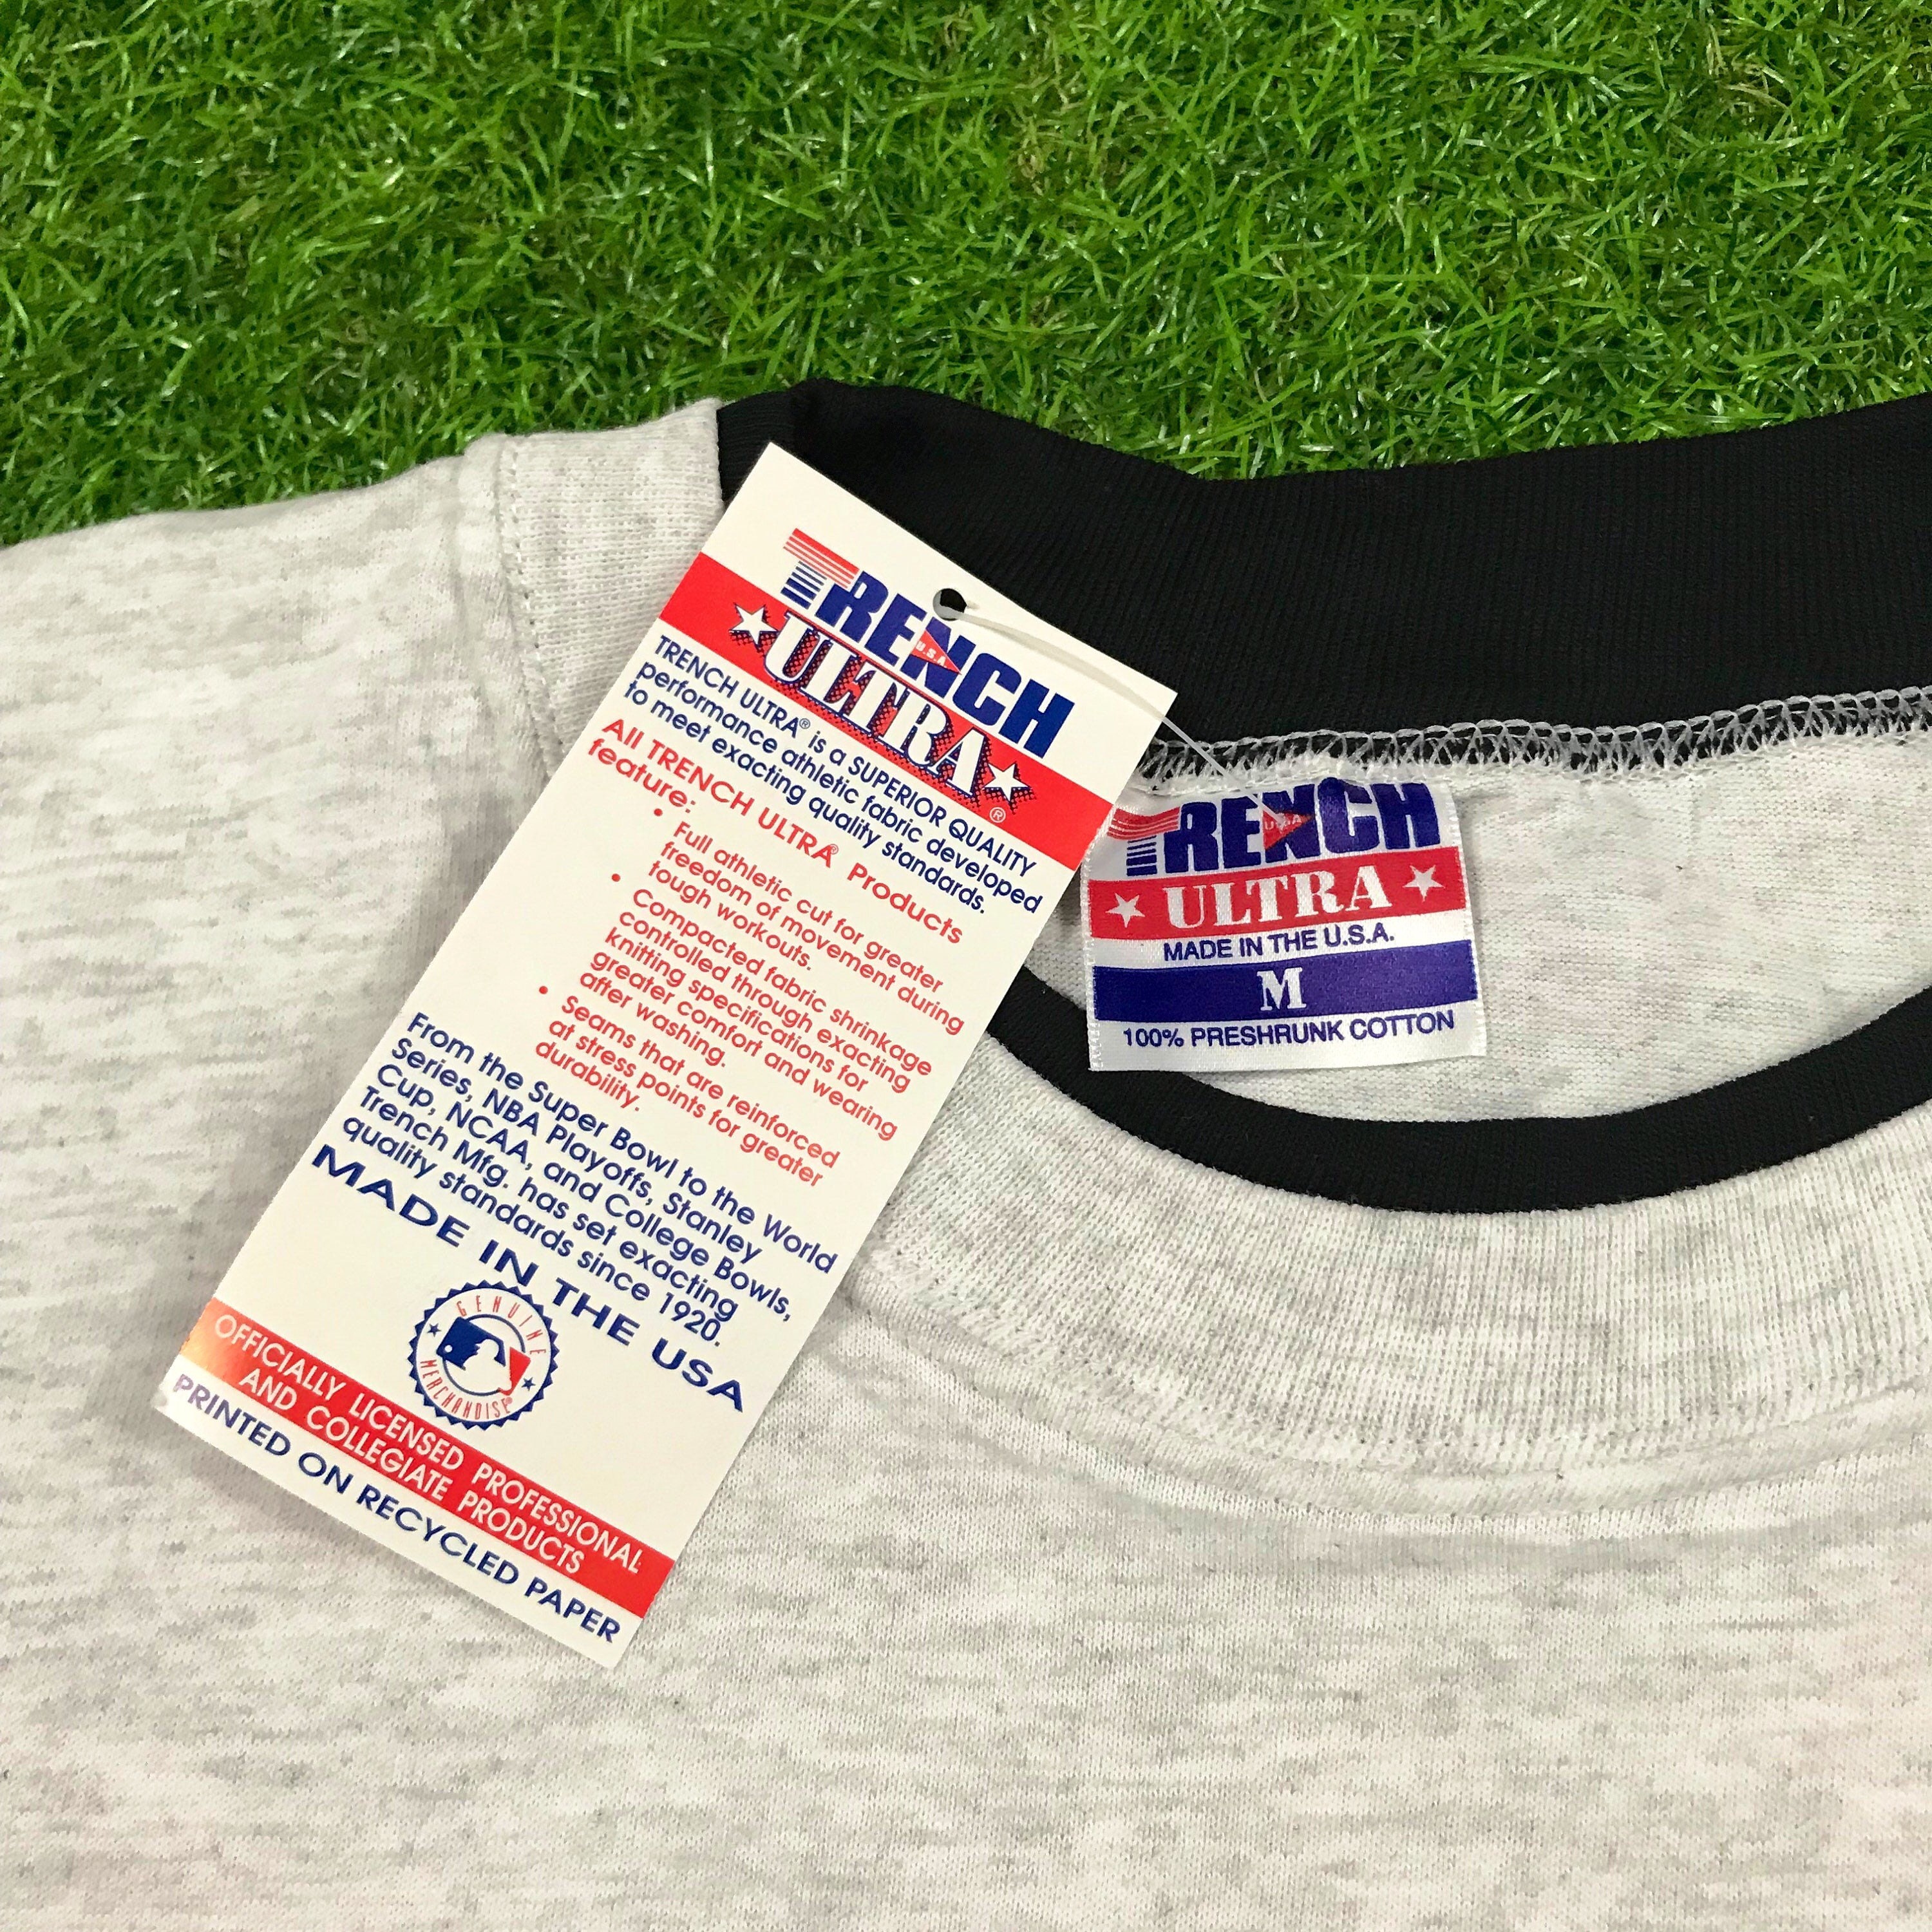 TRENCH
U.S.A
ULTRA®
TRENCH ULTRA® is a SUPERIOR QUALITY
performance athletic fabric developed
to meet exacting quality standards.
All TRENCH ULTRA® Products
feature:
• Full athletic cut for greater
freedom of movement during
tough workouts.
• Compacted fabric shrinkage
controlled through exacting
knitting specifications for
greater comfort and wearing
after washing.
• Seams that are reinforced
at stress points for greater
durability.
From the Super Bowl to the World
Series, NBA Playoffs, Stanley
Cup, NCAA, and College Bowls,
Trench Mfg. has set exacting
quality standards since 1920.
MADE IN THE USA
GENUINE
MERCHANDISE®
OFFICIALLY LICENSED PROFESSIONAL
AND COLLEGIATE PRODUCTS
PRINTED ON RECYCLED PAPER
TRENCH
U.S.A
ULTRA
MADE IN THE U.S.A.
M
100% PRESHRUNK COTTON